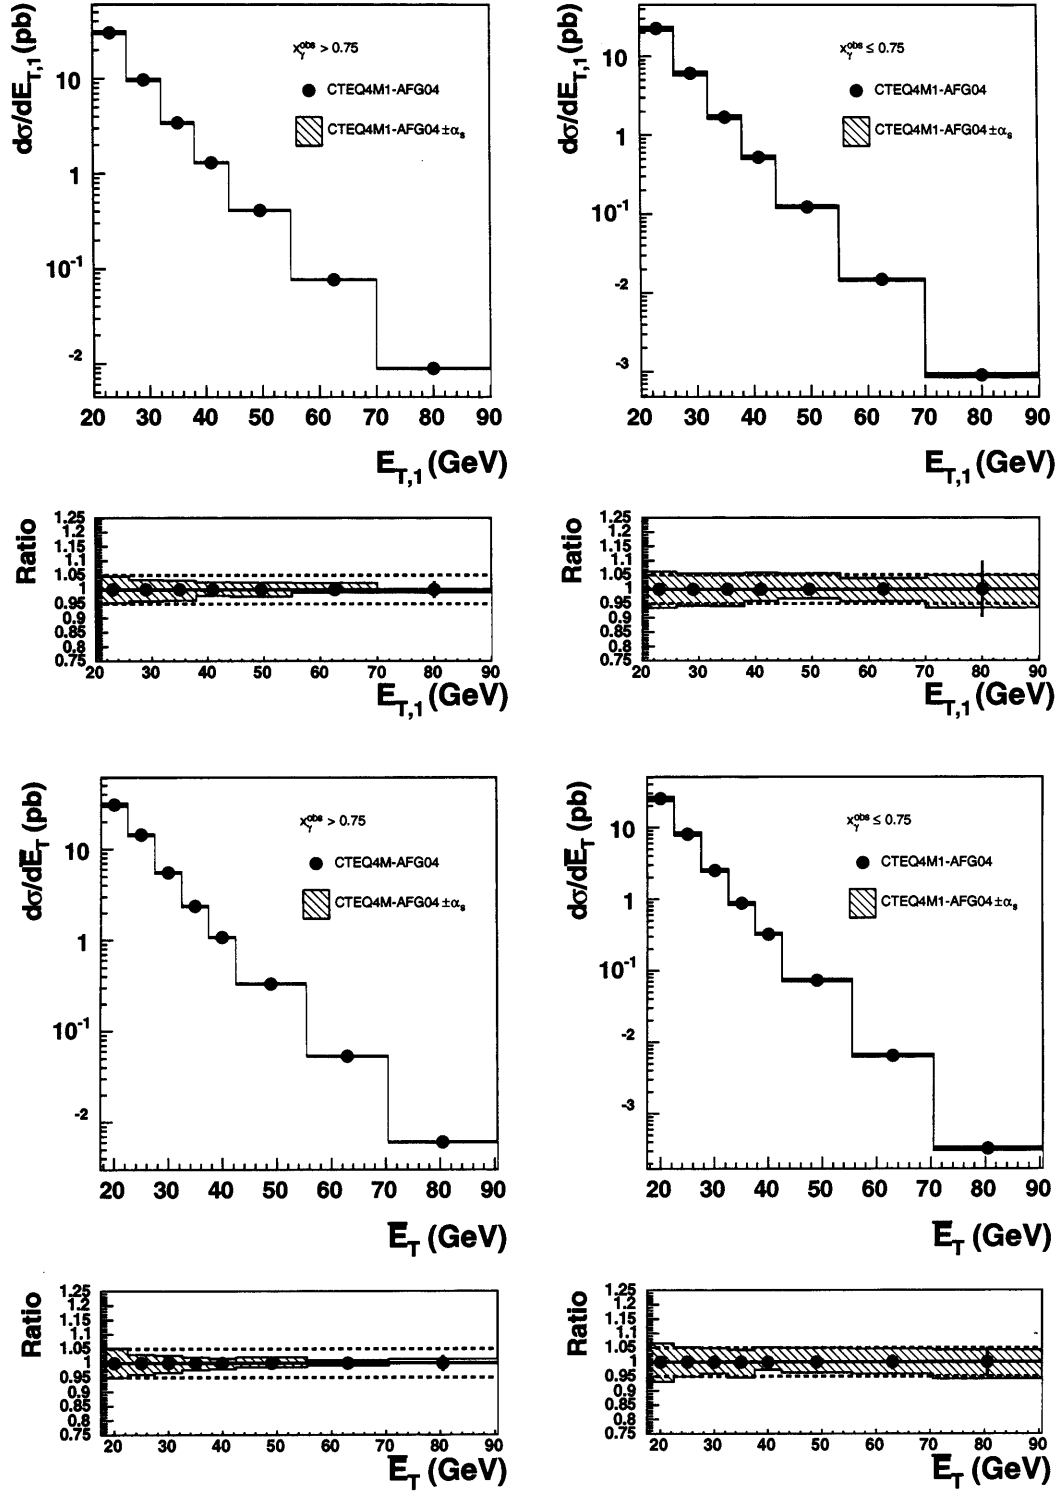 dσ/dE_T,1 (pb)
x_γ^obs > 0.75
CTEQ4M1-AFG04
CTEQ4M1-AFG04±α_s
10
1
10^-1
-2
20 30 40 50 60 70 80 90
E_T,1 (GeV)
Ratio
1.25
1.2
1.15
1.1
1.05
1
0.95
0.9
0.85
0.8
0.75
20 30 40 50 60 70 80 90
E_T,1 (GeV)
dσ/dE_T,1 (pb)
x_γ^obs ≤ 0.75
CTEQ4M1-AFG04
CTEQ4M1-AFG04±α_s
10
1
10^-1
-2
-3
20 30 40 50 60 70 80 90
E_T,1 (GeV)
Ratio
1.25
1.2
1.15
1.1
1.05
1
0.95
0.9
0.85
0.8
0.75
20 30 40 50 60 70 80 90
E_T,1 (GeV)
dσ/dE̅_T (pb)
x_γ^obs > 0.75
CTEQ4M-AFG04
CTEQ4M-AFG04±α_s
10
1
10^-1
-2
20 30 40 50 60 70 80 90
E̅_T (GeV)
Ratio
1.25
1.2
1.15
1.1
1.05
1
0.95
0.9
0.85
0.8
0.75
20 30 40 50 60 70 80 90
E̅_T (GeV)
dσ/dE̅_T (pb)
x_γ^obs ≤ 0.75
CTEQ4M1-AFG04
CTEQ4M1-AFG04±α_s
10
1
10^-1
-2
-3
20 30 40 50 60 70 80 90
E̅_T (GeV)
Ratio
1.25
1.2
1.15
1.1
1.05
1
0.95
0.9
0.85
0.8
0.75
20 30 40 50 60 70 80 90
E̅_T (GeV)